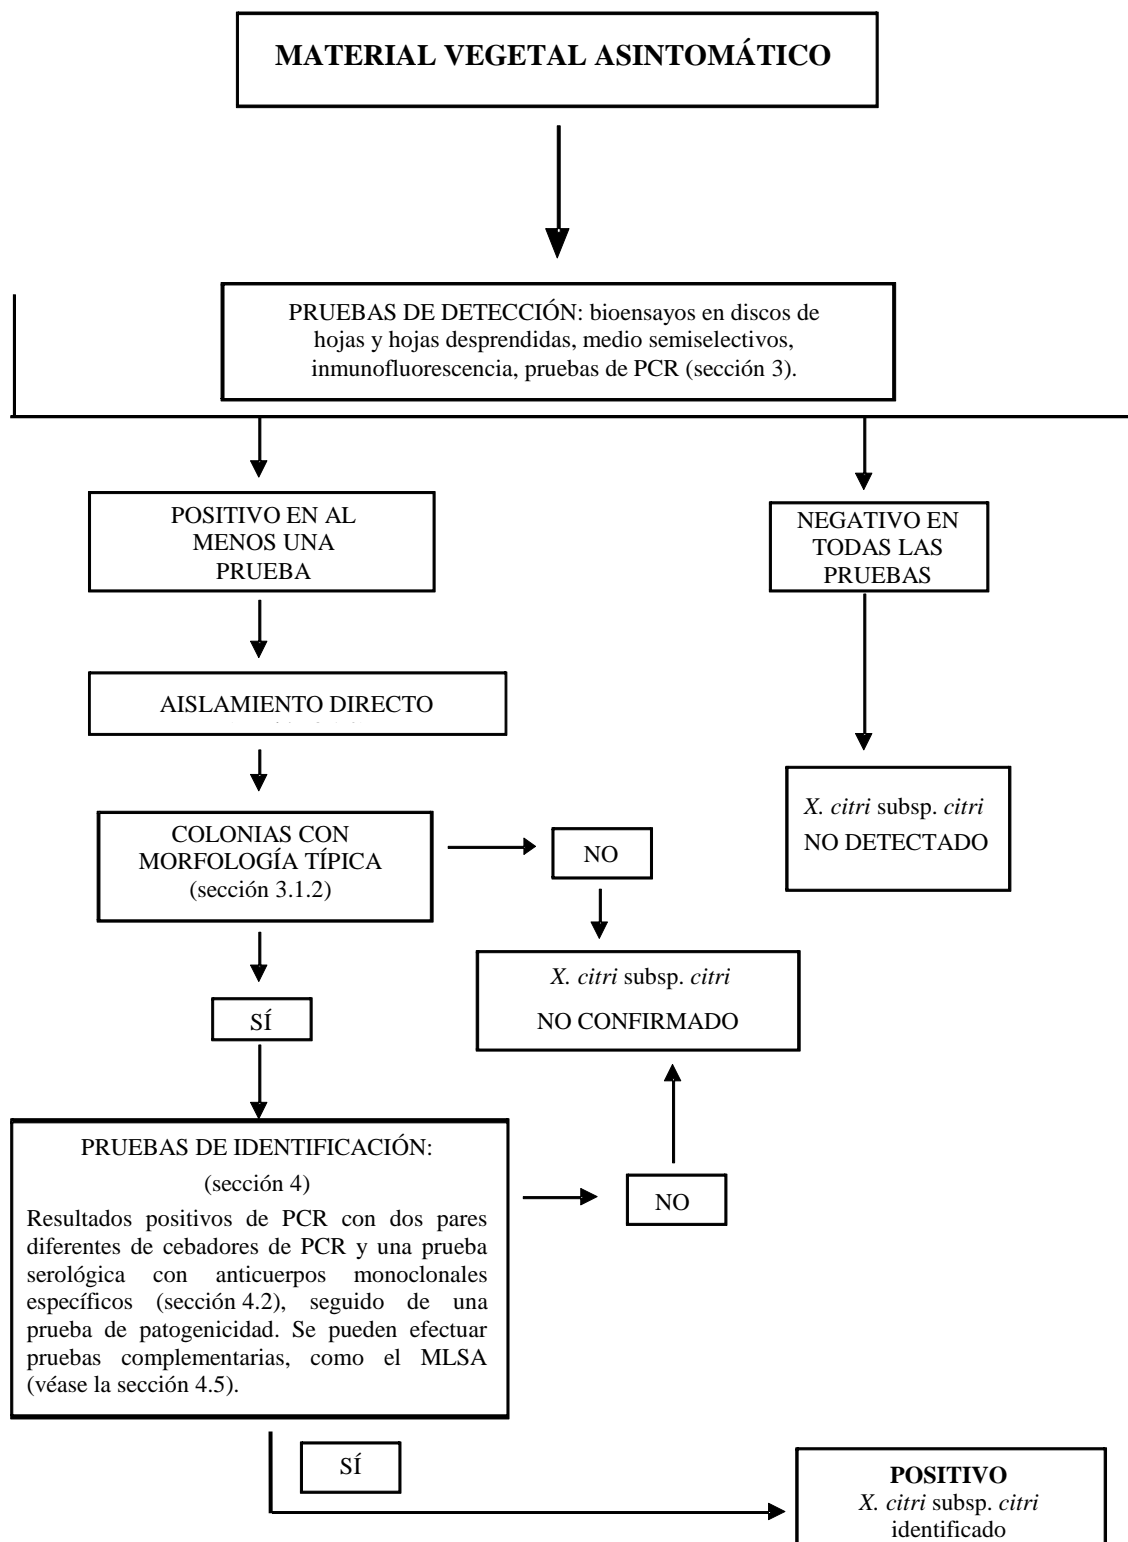 MATERIAL VEGETAL ASINTOMÁTICO
PRUEBAS DE DETECCIÓN: bioensayos en discos de
hojas y hojas desprendidas, medio semiselectivos,
inmunofluorescencia, pruebas de PCR (sección 3).
POSITIVO EN AL
MENOS UNA
PRUEBA
NEGATIVO EN
TODAS LAS
PRUEBAS
AISLAMIENTO DIRECTO
X. citri subsp. citri
NO DETECTADO
COLONIAS CON
MORFOLOGÍA TÍPICA
(sección 3.1.2)
NO
X. citri subsp. citri
NO CONFIRMADO
SÍ
PRUEBAS DE IDENTIFICACIÓN:
(sección 4)
Resultados positivos de PCR con dos pares
diferentes de cebadores de PCR y una prueba
serológica con anticuerpos monoclonales
específicos (sección 4.2), seguido de una
prueba de patogenicidad. Se pueden efectuar
pruebas complementarias, como el MLSA
(véase la sección 4.5).
NO
SÍ
POSITIVO
X. citri subsp. citri
identificado